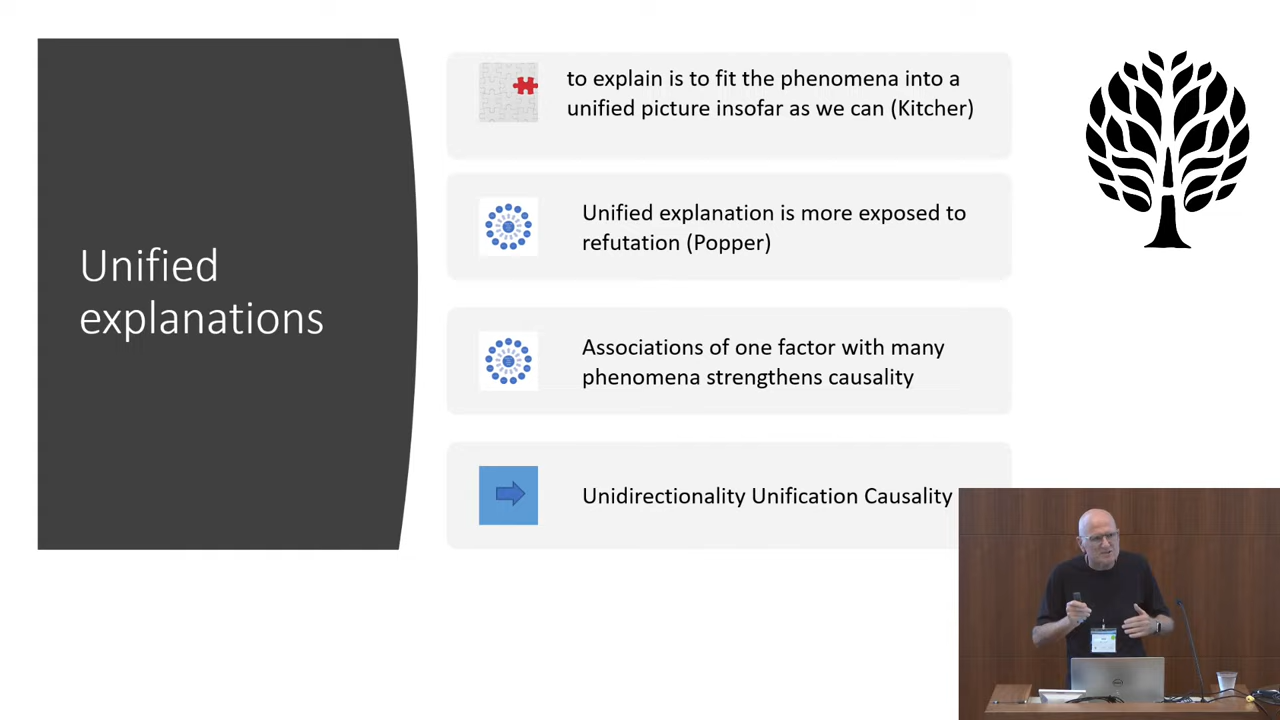 Unified
explanations
to explain is to fit the phenomena into a
unified picture insofar as we can (Kitcher)
Unified explanation is more exposed to
refutation (Popper)
Associations of one factor with many
phenomena strengthens causality
Unidirectionality Unification Causality